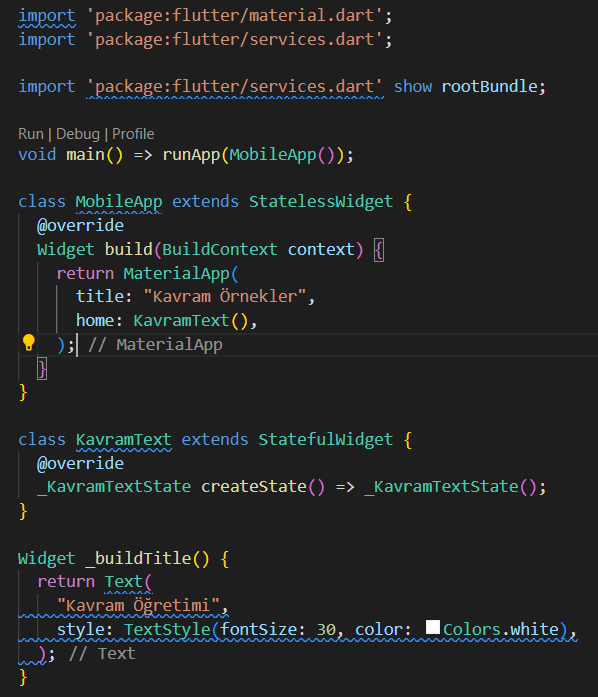 import 'package:flutter/material.dart';
import 'package:flutter/services.dart';

import 'package:flutter/services.dart' show rootBundle;

Run | Debug | Profile
void main() => runApp(MobileApp());

class MobileApp extends StatelessWidget {
  @override
  Widget build(BuildContext context) {
    return MaterialApp(
      title: "Kavram Örnekler",
      home: KavramText(),
    ); // MaterialApp
  }
}

class KavramText extends StatefulWidget {
  @override
  _KavramTextState createState() => _KavramTextState();
}

Widget _buildTitle() {
  return Text(
    "Kavram Öğretimi",
    style: TextStyle(fontSize: 30, color: Colors.white),
  ); // Text
}